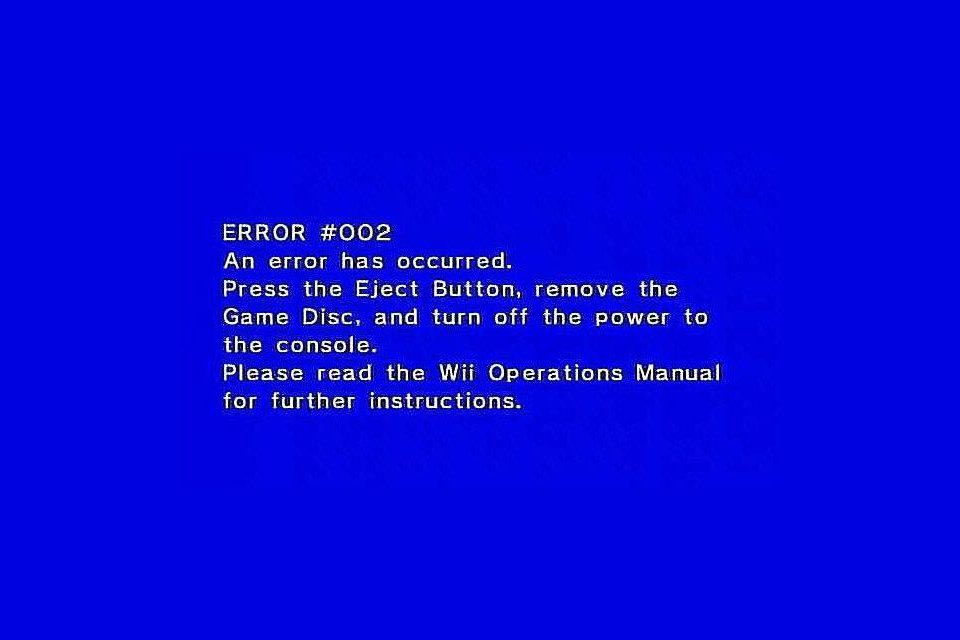 ERROR #002
An error has occurred.
Press the Eject Button, remove the
Game Disc, and turn off the power to
the console.
Please read the Wii Operations Manual
for further instructions.